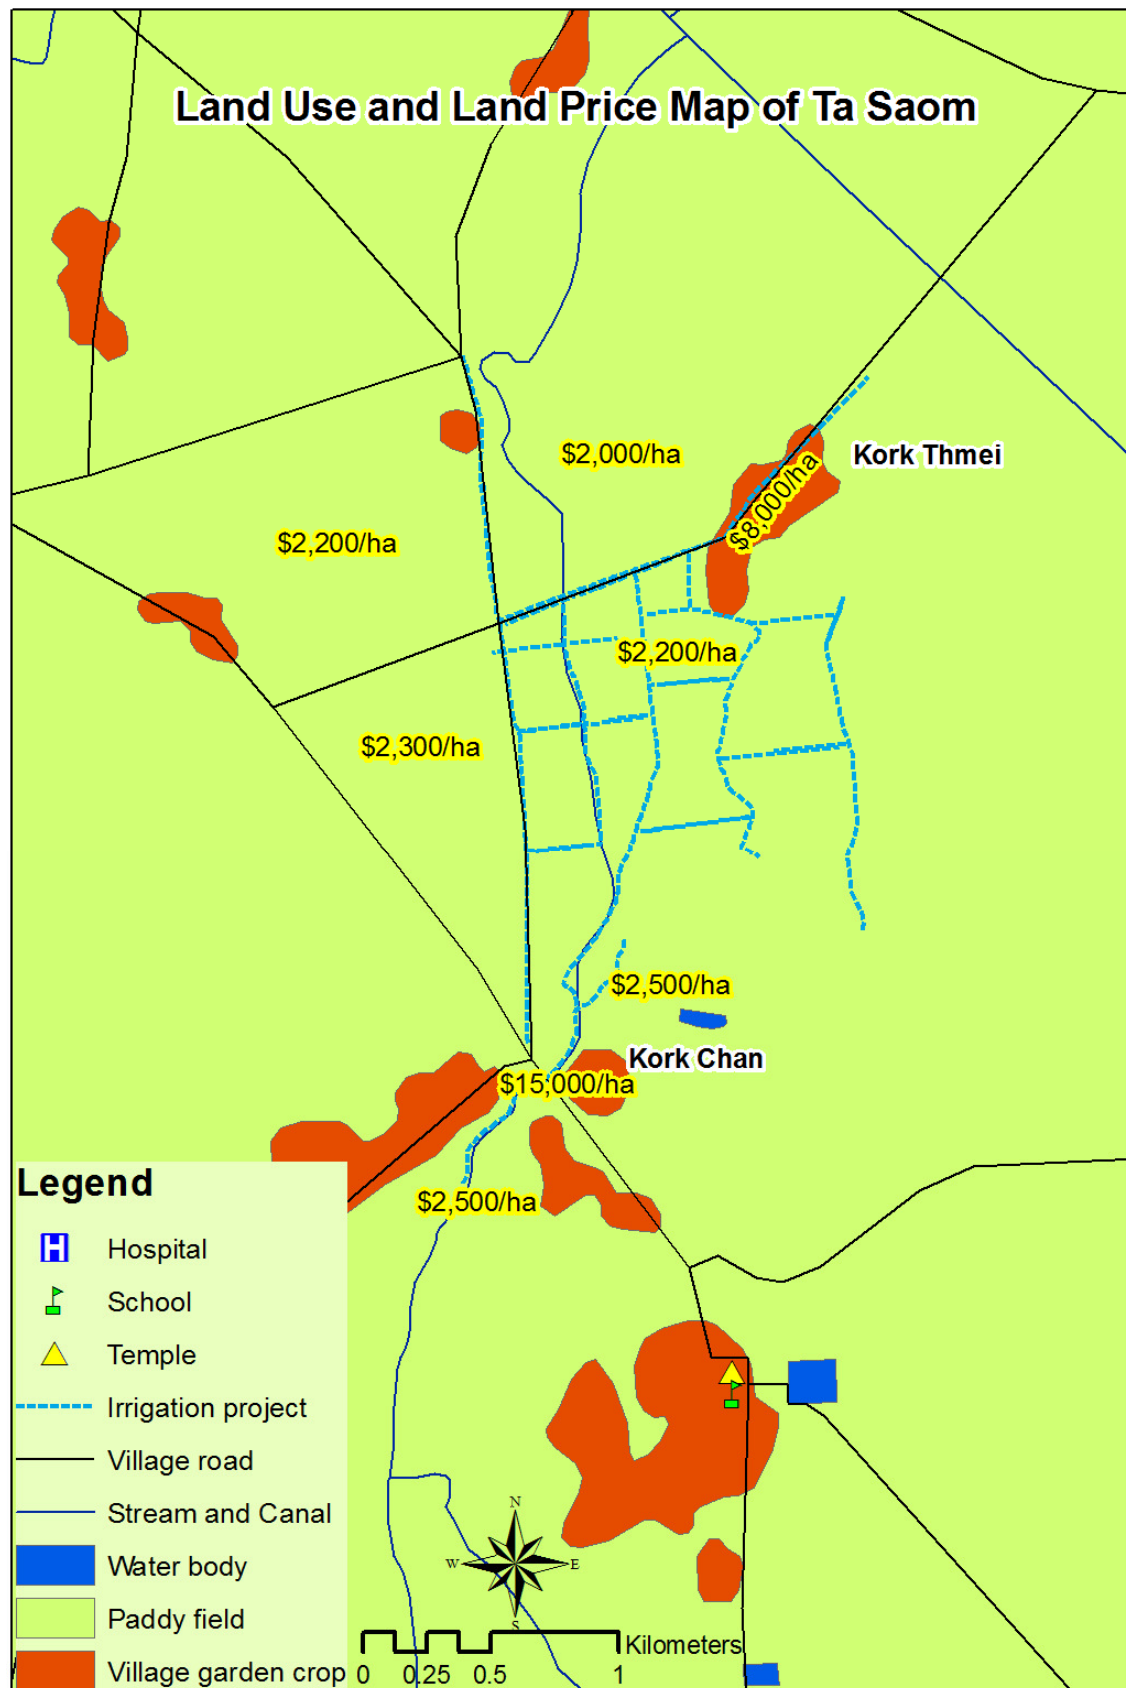 Land Use and Land Price Map of Ta Saom
$2,000/ha
Kork Thmei
$8,000/ha
$2,200/ha
$2,200/ha
$2,300/ha
$2,500/ha
Kork Chan
$15,000/ha
$2,500/ha
Legend
H Hospital
School
Temple
Irrigation project
Village road
Stream and Canal
Water body
Paddy field
Village garden crop
N
W E
S
Kilometers
0 0.25 0.5 1